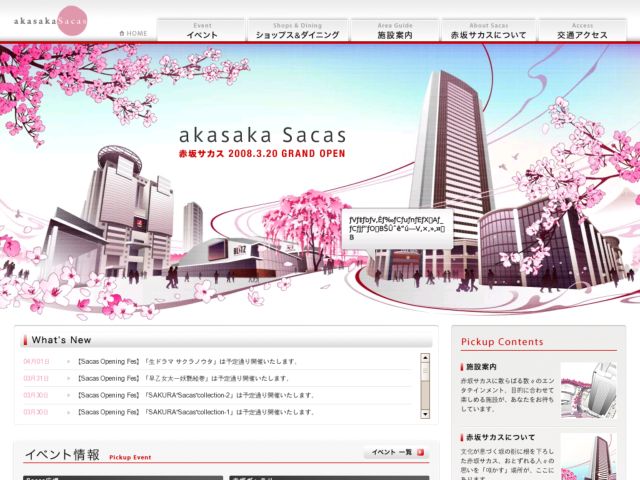 akasaka Sacas
HOME
Event
イベント
Shops & Dining
ショップス&ダイニング
Area Guide
施設案内
About Sacas
赤坂サカスについて
Access
交通アクセス
akasaka Sacas
赤坂サカス 2008.3.20 GRAND OPEN
What's New
04月01日 【Sacas Opening Fes】「生ドラマ サクラノウタ」は予定通り開催いたします。
03月31日 【Sacas Opening Fes】「早乙女太一妖艶絵巻」は予定通り開催いたします。
03月30日 【Sacas Opening Fes】「SAKURA"Sacas"collection-2」は予定通り開催いたします。
03月30日 【Sacas Opening Fes】「SAKURA"Sacas"collection-1」は予定通り開催いたします。
イベント情報 Pickup Event
イベント 一覧
Pickup Contents
施設案内
赤坂サカスに散らばる数々のエ
ンタテインメント。目的に合わせて
楽しめる施設が、あなたをお待ち
しています。
赤坂サカスについて
文化が息づく坂の街に根を下ろし
た赤坂サカス。おとずれる人々の
思いを「咲かす」場所が、ここに